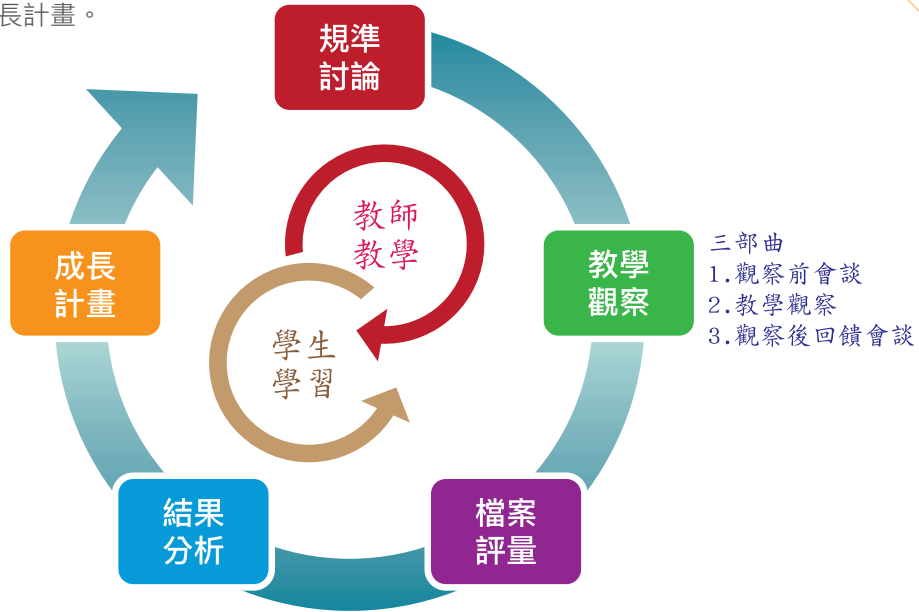 長計畫。
規準
討論
教師
教學
教學
觀察
三部曲
1.觀察前會談
2.教學觀察
3.觀察後回饋會談
成長
計畫
學生
學習
結果
分析
檔案
評量